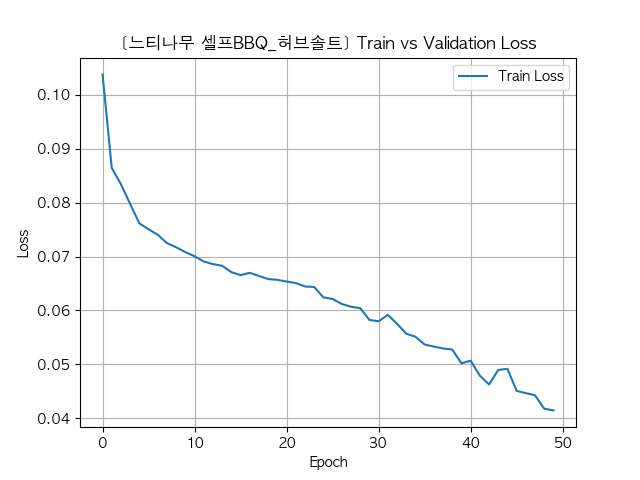 [느티나무 셀프BBQ_허브솔트] Train vs Validation Loss
Train Loss
0.10
0.09
0.08
0.07
0.06
0.05
0.04
Loss
0 10 20 30 40 50
Epoch